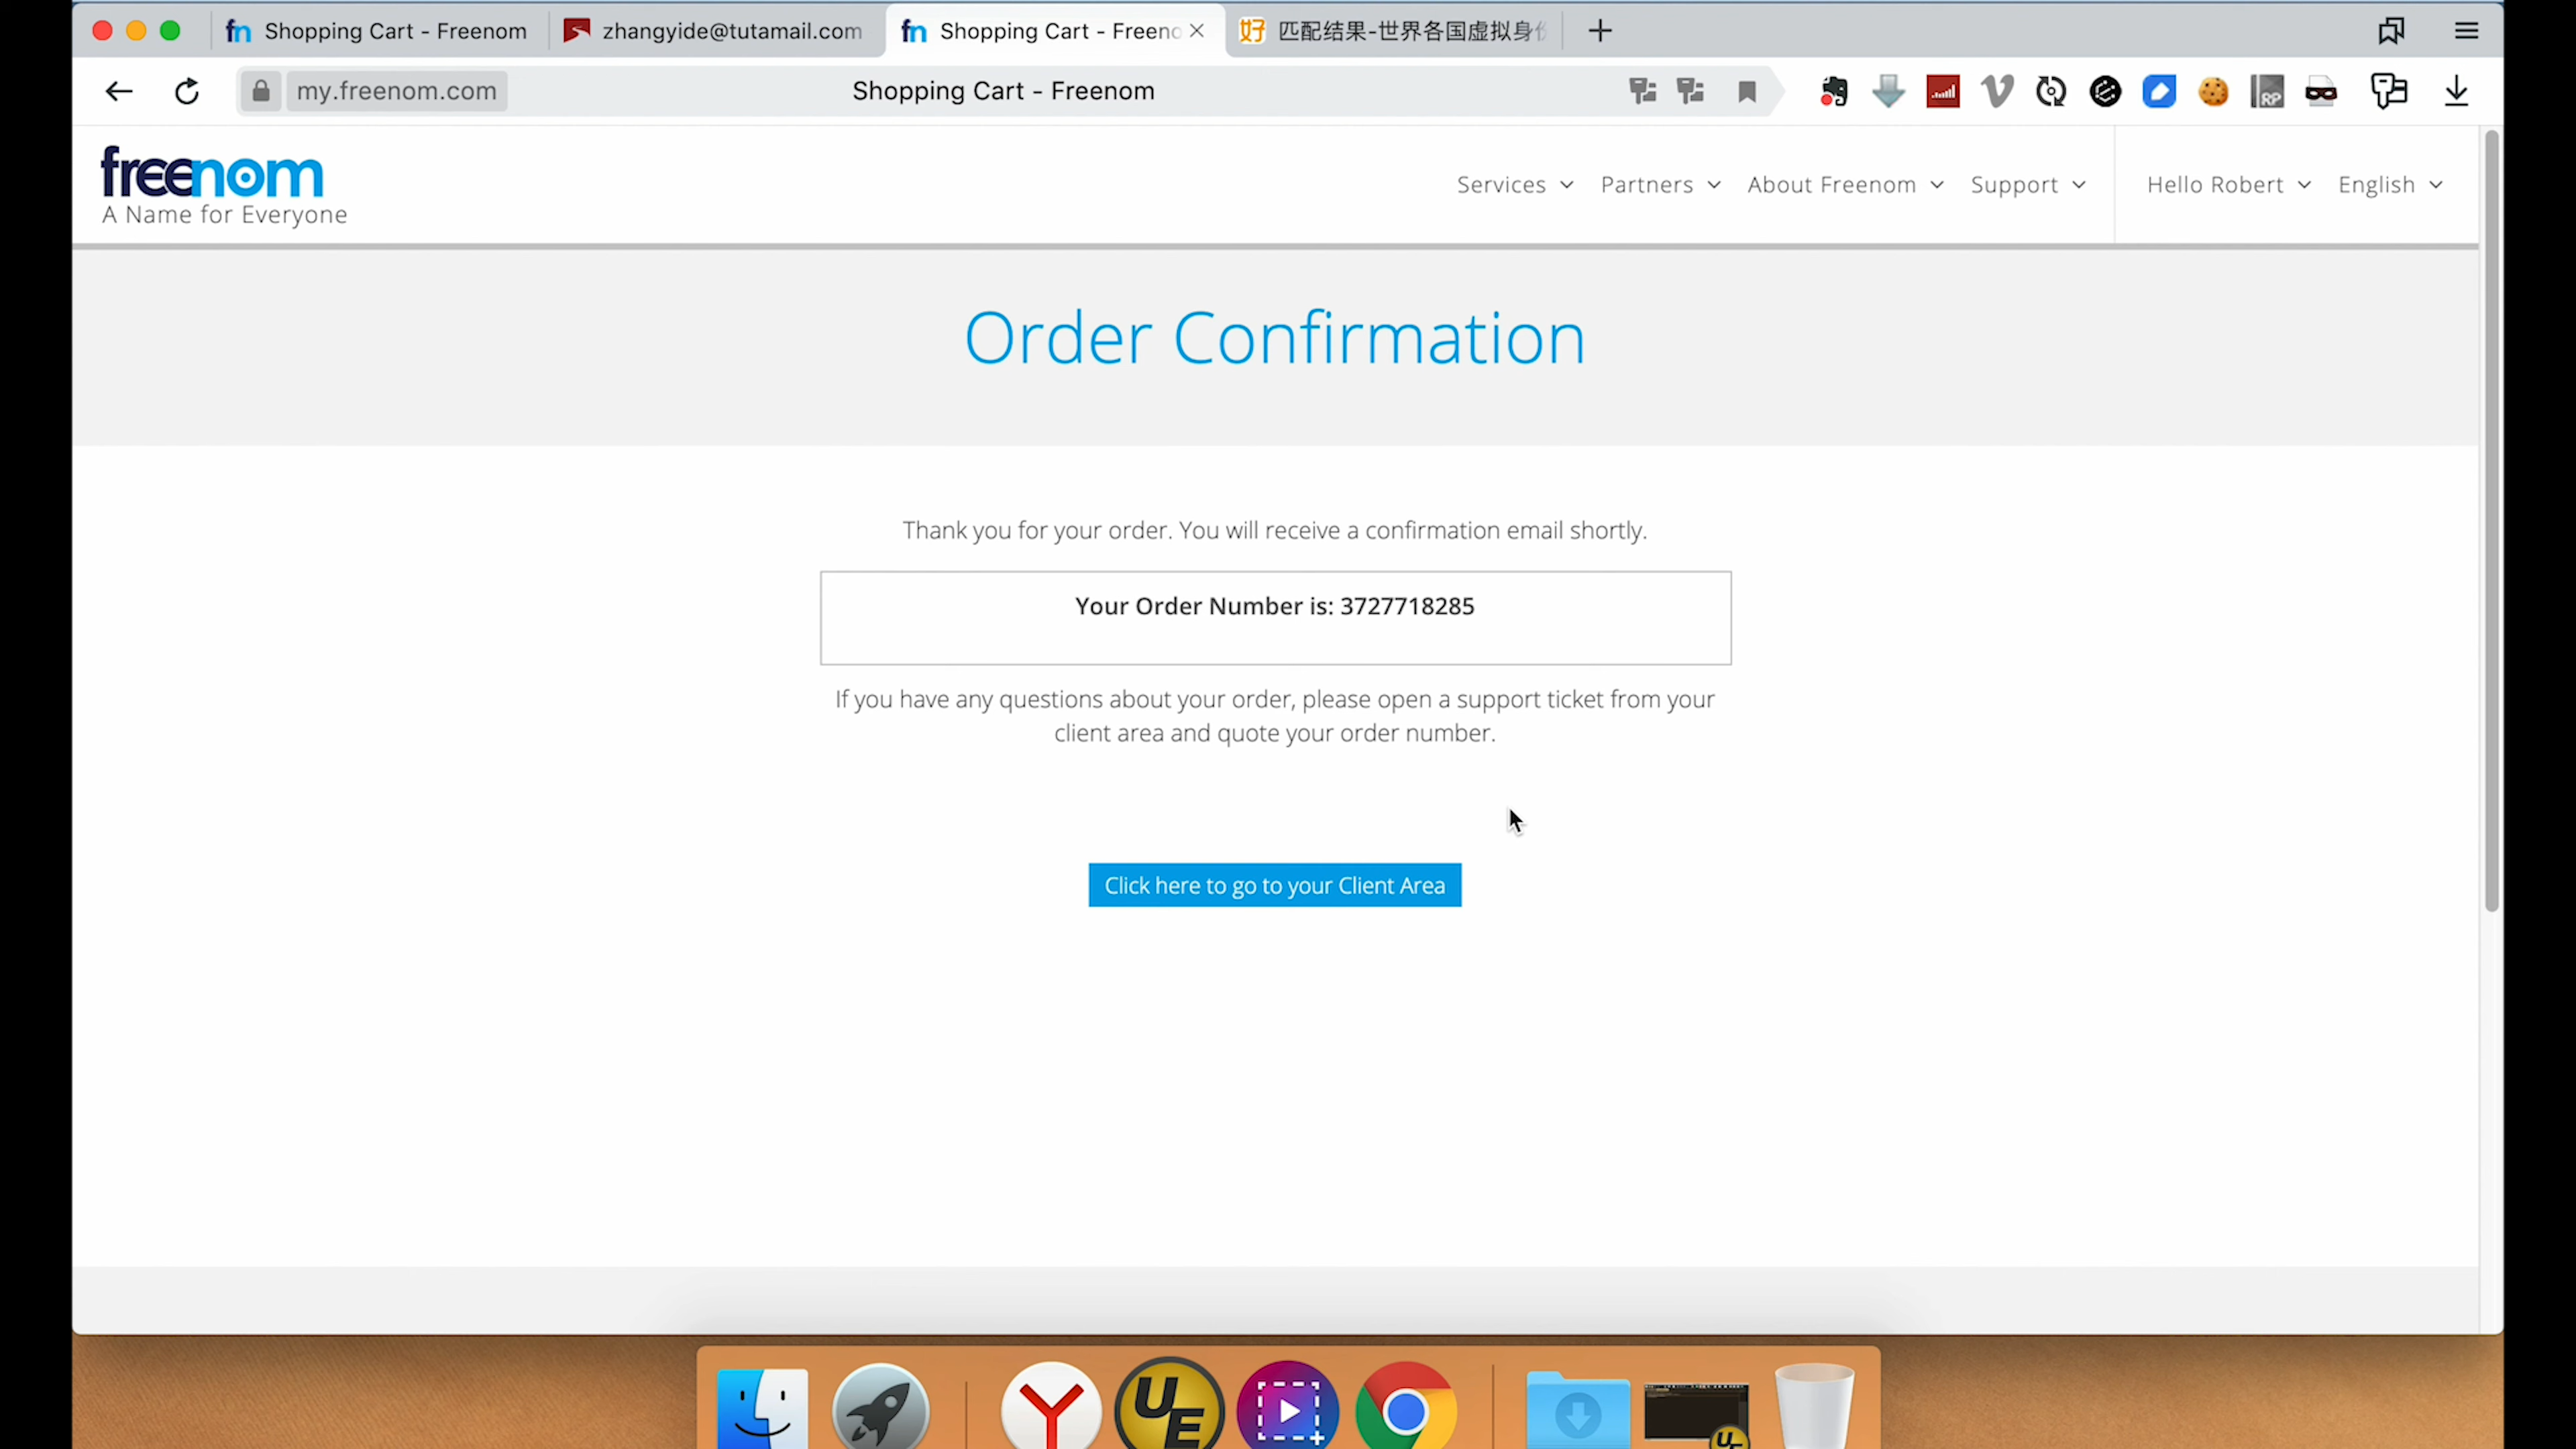 Shopping Cart - Freenom
zhangyide@tutamail.com
Shopping Cart - Freeno
匹配结果-世界各国虚拟身份
my.freenom.com
Shopping Cart - Freenom
freenom
A Name for Everyone
Services
Partners
About Freenom
Support
Hello Robert
English
Order Confirmation
Thank you for your order. You will receive a confirmation email shortly.
Your Order Number is: 3727718285
If you have any questions about your order, please open a support ticket from your
client area and quote your order number.
Click here to go to your Client Area